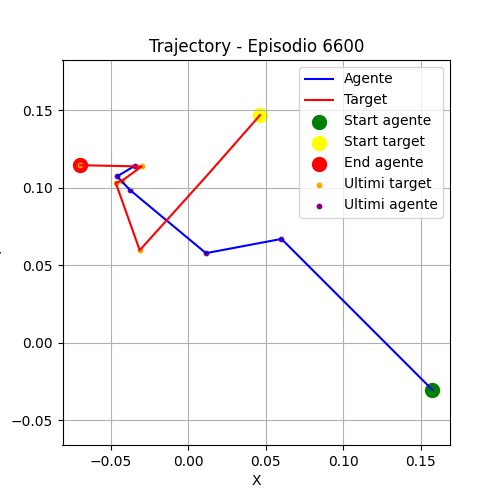 Trajectory - Episodio 6600
Agente
Target
Start agente
Start target
End agente
Ultimi target
Ultimi agente
0.15
0.10
0.05
0.00
−0.05
−0.05
0.00
0.05
0.10
0.15
X